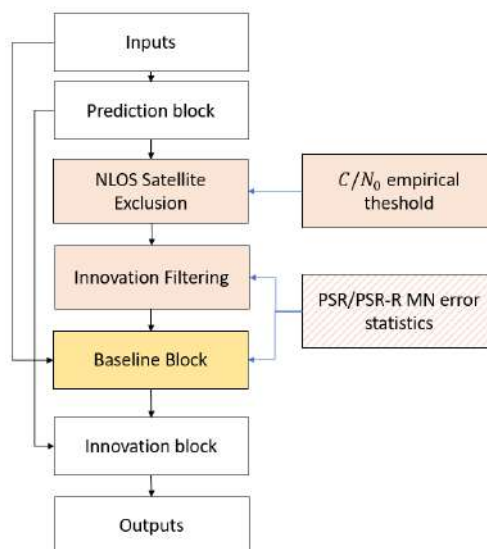 Inputs
Prediction block
NLOS Satellite
Exclusion
C/N₀ empirical
theshold
Innovation Filtering
PSR/PSR-R MN error
statistics
Baseline Block
Innovation block
Outputs